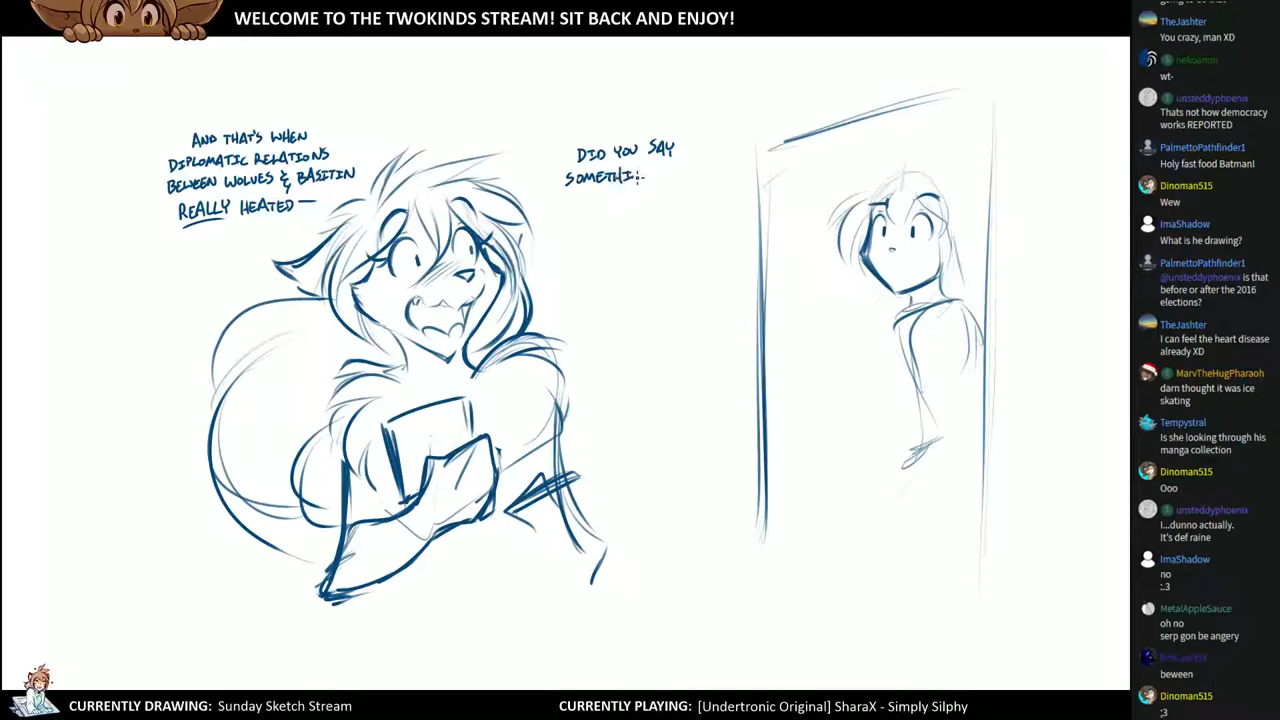 WELCOME TO THE TWOKINDS STREAM! SIT BACK AND ENJOY!
AND THAT'S WHEN
DIPLOMATIC RELATIONS
BEWEEN WOLVES & BASITIN
REALLY HEATED—
DID YOU SAY
SOMETHI
TheJashter
You crazy, man XD
nekoamin
wt-
unsteddyphoenix
Thats not how democracy
works REPORTED
PalmettoPathfinder1
Holy fast food Batman!
Dinoman515
Wew
ImaShadow
What is he drawing?
PalmettoPathfinder1
@unsteddyphoenix is that
before or after the 2016
elections?
TheJashter
I can feel the heart disease
already XD
MarvTheHugPharaoh
darn thought it was ice
skating
Tempystral
Is she looking through his
manga collection
Dinoman515
Ooo
unsteddyphoenix
I...dunno actually.
It's def raine
ImaShadow
no
:.3
MetalAppleSauce
oh no
serp gon be angery
beween
Dinoman515
;3
CURRENTLY DRAWING: Sunday Sketch Stream
CURRENTLY PLAYING: [Undertronic Original] SharaX - Simply Silphy